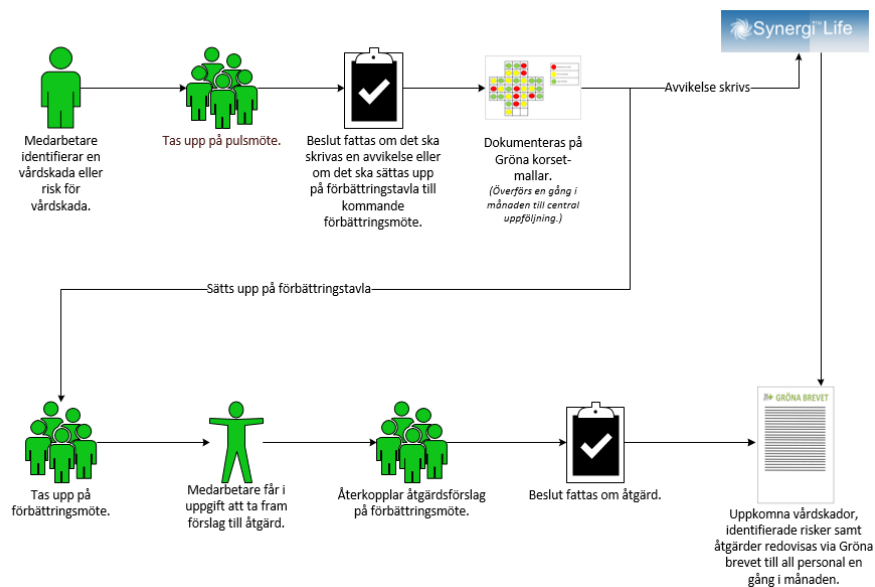 Synergi™ Life
Avvikelse skrivs
Medarbetare
identifierar en
vårdskada eller
risk för
vårdskada.
Tas upp på pulsmöte.
Beslut fattas om det ska
skrivas en avvikelse eller
om det ska sättas upp
på förbättringstavla till
kommande
förbättringsmöte.
Dokumenteras på
Gröna korset-
mallar.
(Överförs en gång i
månaden till central
uppföljning.)
Sätts upp på förbättringstavla
GRÖNA BREVET
Tas upp på
förbättringsmöte.
Medarbetare får i
uppgift att ta fram
förslag till åtgärd.
Återkopplar åtgärdsförslag
på förbättringsmöte.
Beslut fattas om åtgärd.
Uppkomna vårdskador,
identifierade risker samt
åtgärder redovisas via Gröna
brevet till all personal en
gång i månaden.